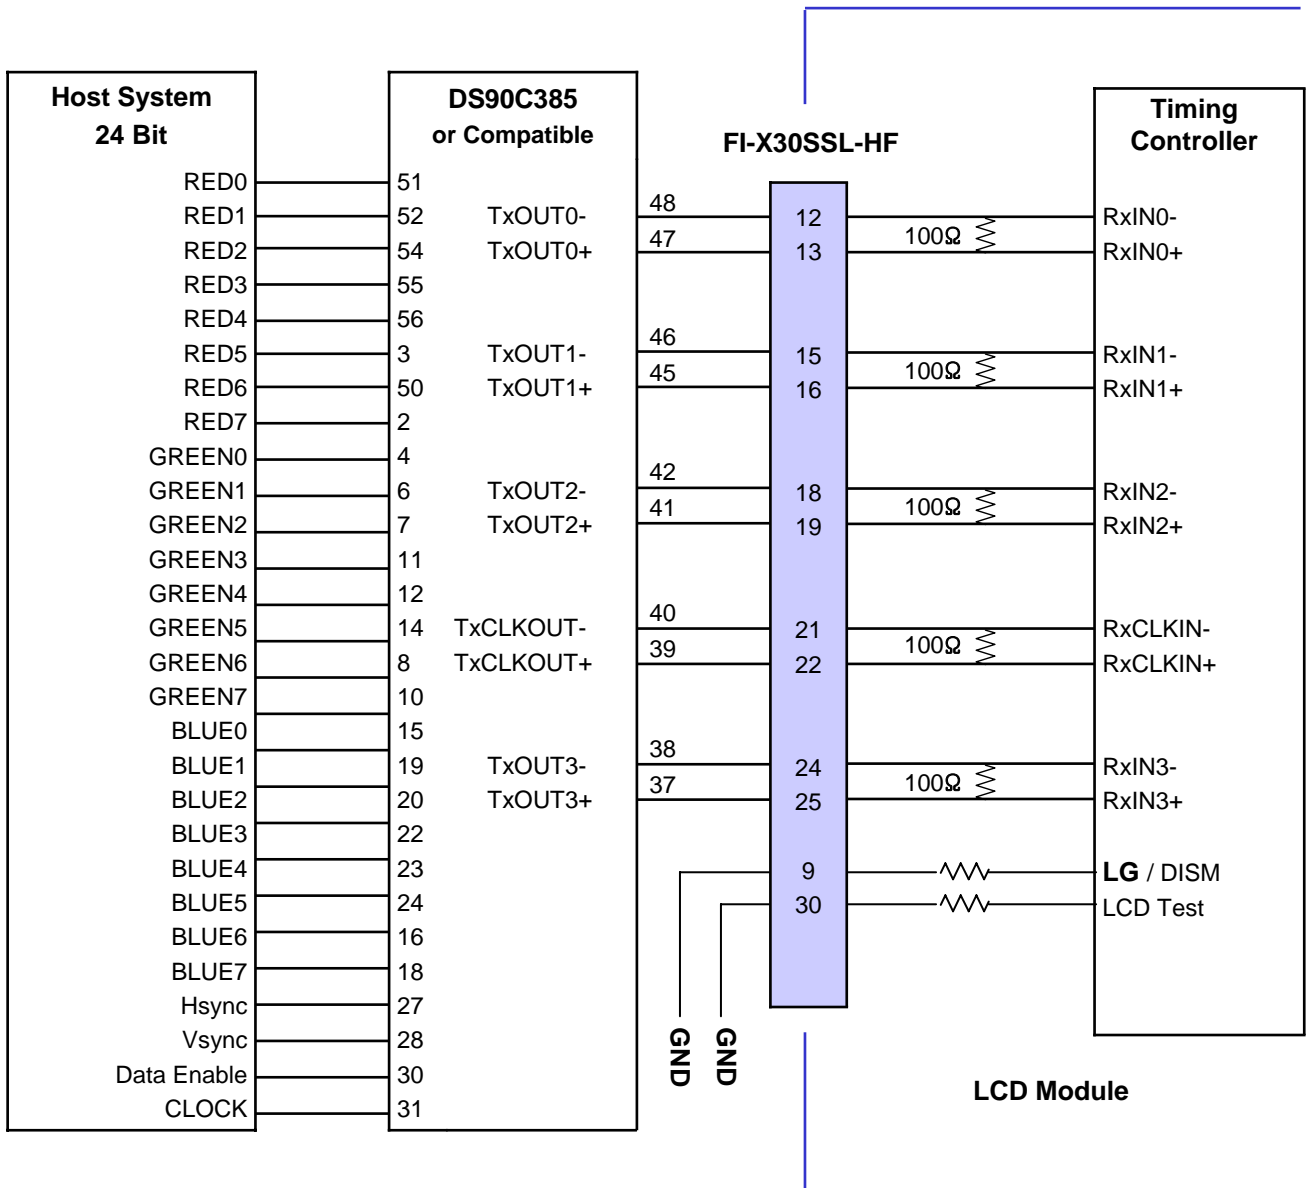 Host System
24 Bit
RED0
RED1
RED2
RED3
RED4
RED5
RED6
RED7
GREEN0
GREEN1
GREEN2
GREEN3
GREEN4
GREEN5
GREEN6
GREEN7
BLUE0
BLUE1
BLUE2
BLUE3
BLUE4
BLUE5
BLUE6
BLUE7
Hsync
Vsync
Data Enable
CLOCK
DS90C385
or Compatible
51
52
54
55
56
3
50
2
4
6
7
11
12
14
8
10
15
19
20
22
23
24
16
18
27
28
30
31
TxOUT0-
TxOUT0+
TxOUT1-
TxOUT1+
TxOUT2-
TxOUT2+
TxCLKOUT-
TxCLKOUT+
TxOUT3-
TxOUT3+
48
47
46
45
42
41
40
39
38
37
GND
GND
FI-X30SSL-HF
12
13
15
16
18
19
21
22
24
25
9
30
100Ω
100Ω
100Ω
100Ω
100Ω
Timing
Controller
RxIN0-
RxIN0+
RxIN1-
RxIN1+
RxIN2-
RxIN2+
RxCLKIN-
RxCLKIN+
RxIN3-
RxIN3+
LG / DISM
LCD Test
LCD Module